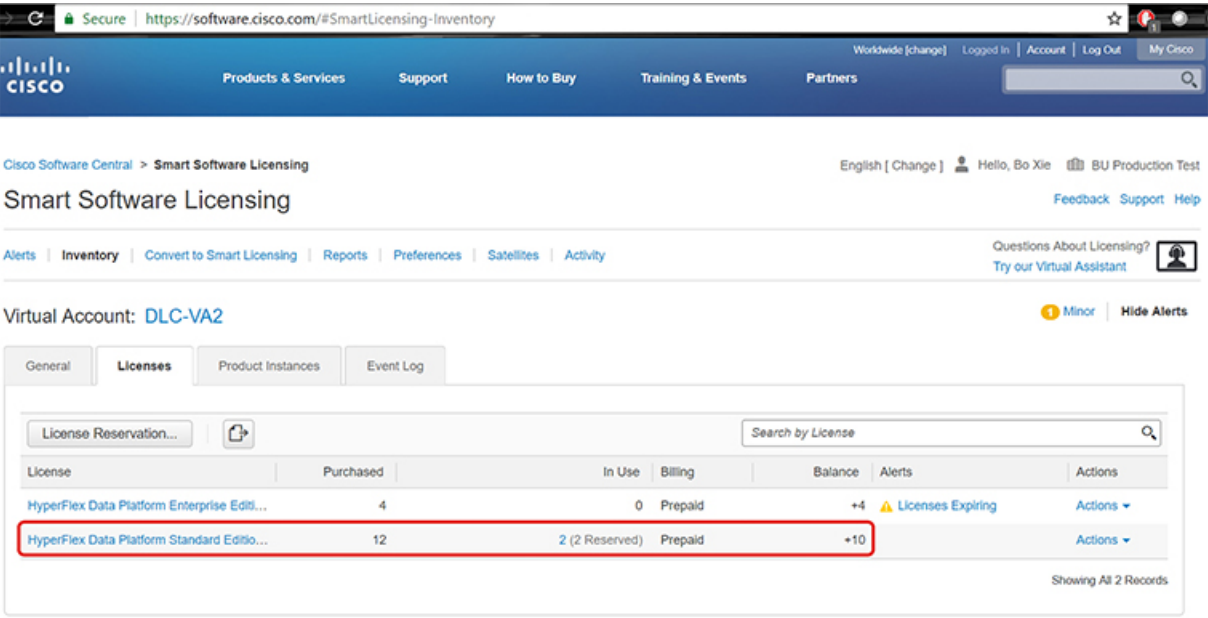 Secure | https://software.cisco.com/#SmartLicensing-Inventory
1
Worldwide [change] Logged In | Account | Log Out My Cisco
CISCO
Products & Services Support How to Buy Training & Events Partners
Cisco Software Central > Smart Software Licensing
English [ Change ] Hello, Bo Xie BU Production Test
Smart Software Licensing
Feedback Support Help
Alerts | Inventory | Convert to Smart Licensing | Reports | Preferences | Satellites | Activity
Questions About Licensing?
Try our Virtual Assistant
Virtual Account: DLC-VA2
1 Minor | Hide Alerts
General Licenses Product Instances Event Log
License Reservation... Search by License
License Purchased In Use Billing Balance Alerts Actions
HyperFlex Data Platform Enterprise Editi... 4 0 Prepaid +4 Licenses Expiring Actions
HyperFlex Data Platform Standard Editio... 12 2 (2 Reserved) Prepaid +10 Actions
Showing All 2 Records